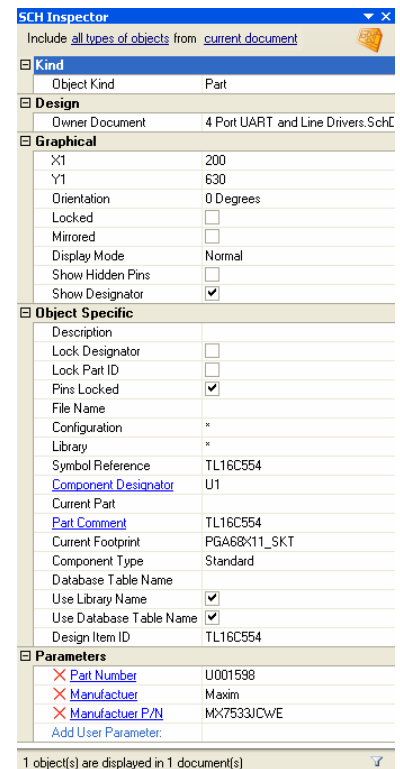 SCH Inspector
Include all types of objects from current document
Kind
Object Kind Part
Design
Owner Document 4 Port UART and Line Drivers.SchD
Graphical
X1 200
Y1 630
Orientation 0 Degrees
Locked
Mirrored
Display Mode Normal
Show Hidden Pins
Show Designator
Object Specific
Description
Lock Designator
Lock Part ID
Pins Locked
File Name
Configuration *
Library *
Symbol Reference TL16C554
Component Designator U1
Current Part
Part Comment TL16C554
Current Footprint PGA68X11_SKT
Component Type Standard
Database Table Name
Use Library Name
Use Database Table Name
Design Item ID TL16C554
Parameters
Part Number U001598
Manufactuer Maxim
Manufactuer P/N MX7533JCWE
Add User Parameter:
1 object(s) are displayed in 1 document(s)